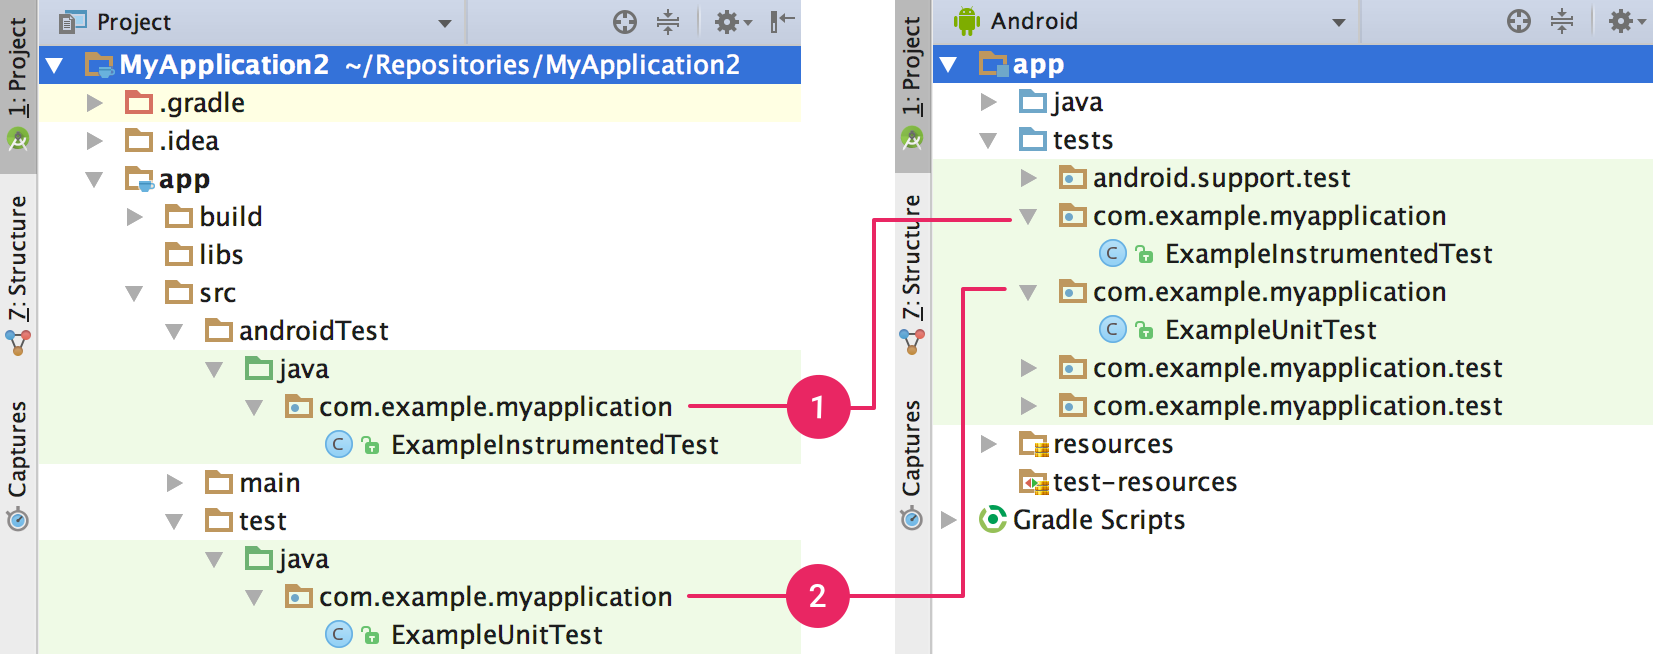 1: Project
7: Structure
Captures
Project
MyApplication2 ~/Repositories/MyApplication2
.gradle
.idea
app
build
libs
src
androidTest
java
com.example.myapplication
C ExampleInstrumentedTest
main
test
java
com.example.myapplication
C ExampleUnitTest
1
2
1: Project
7: Structure
Captures
Android
app
java
tests
android.support.test
com.example.myapplication
C ExampleInstrumentedTest
com.example.myapplication
C ExampleUnitTest
com.example.myapplication.test
com.example.myapplication.test
resources
test-resources
Gradle Scripts